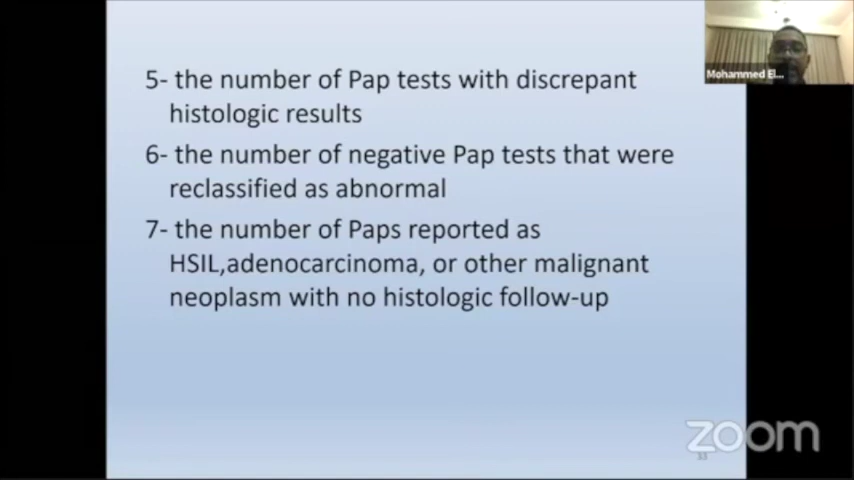 5- the number of Pap tests with discrepant
histologic results
6- the number of negative Pap tests that were
reclassified as abnormal
7- the number of Paps reported as
HSIL,adenocarcinoma, or other malignant
neoplasm with no histologic follow-up
Mohammed El...
zoom